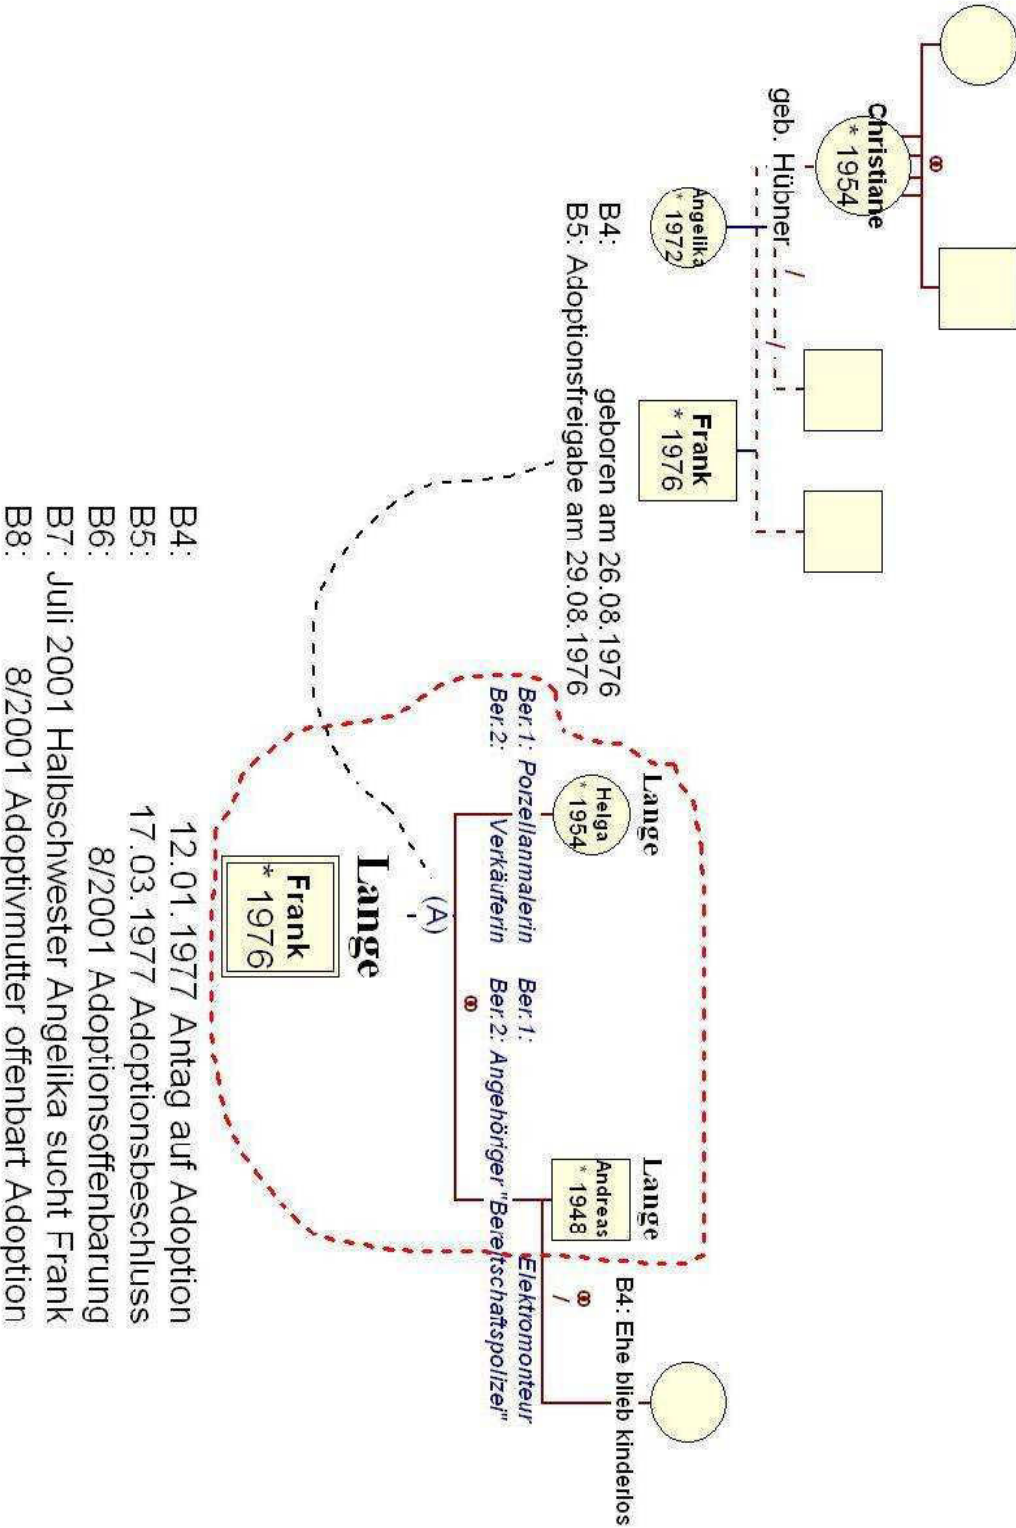 Christiane
* 1954
geb. Hübner
Angelika
* 1972
Frank
* 1976
B4: geboren am 26.08.1976
B5: Adoptionsfreigabe am 29.08.1976
Lange
Helga
* 1954
Ber.1: Porzellanmalerin
Ber.2: Verkäuferin
Lange
Andreas
* 1948
Ber.1: Elektromonteur
Ber.2: Angehöriger "Bereitschaftspolizei"
B4: Ehe blieb kinderlos
(A)
Lange
Frank
* 1976
B4: 12.01.1977 Antag auf Adoption
B5: 17.03.1977 Adoptionsbeschluss
B6: 8/2001 Adoptionsoffenbarung
B7: Juli 2001 Halbschwester Angelika sucht Frank
B8: 8/2001 Adoptivmutter offenbart Adoption